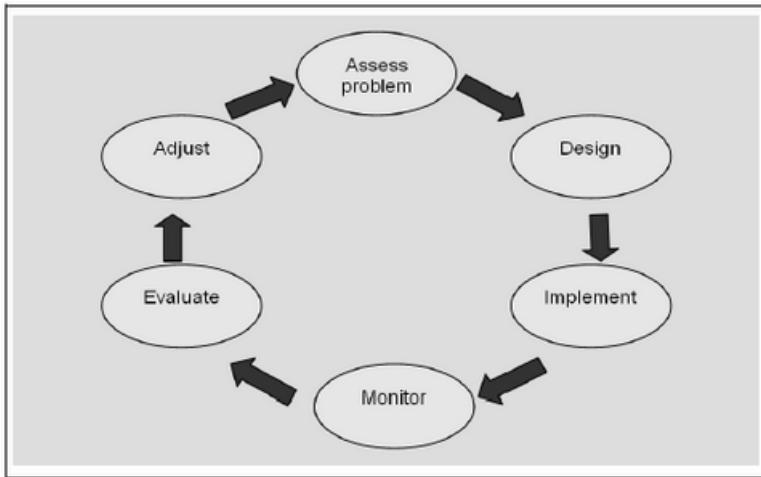 Assess
problem
Design
Implement
Monitor
Evaluate
Adjust